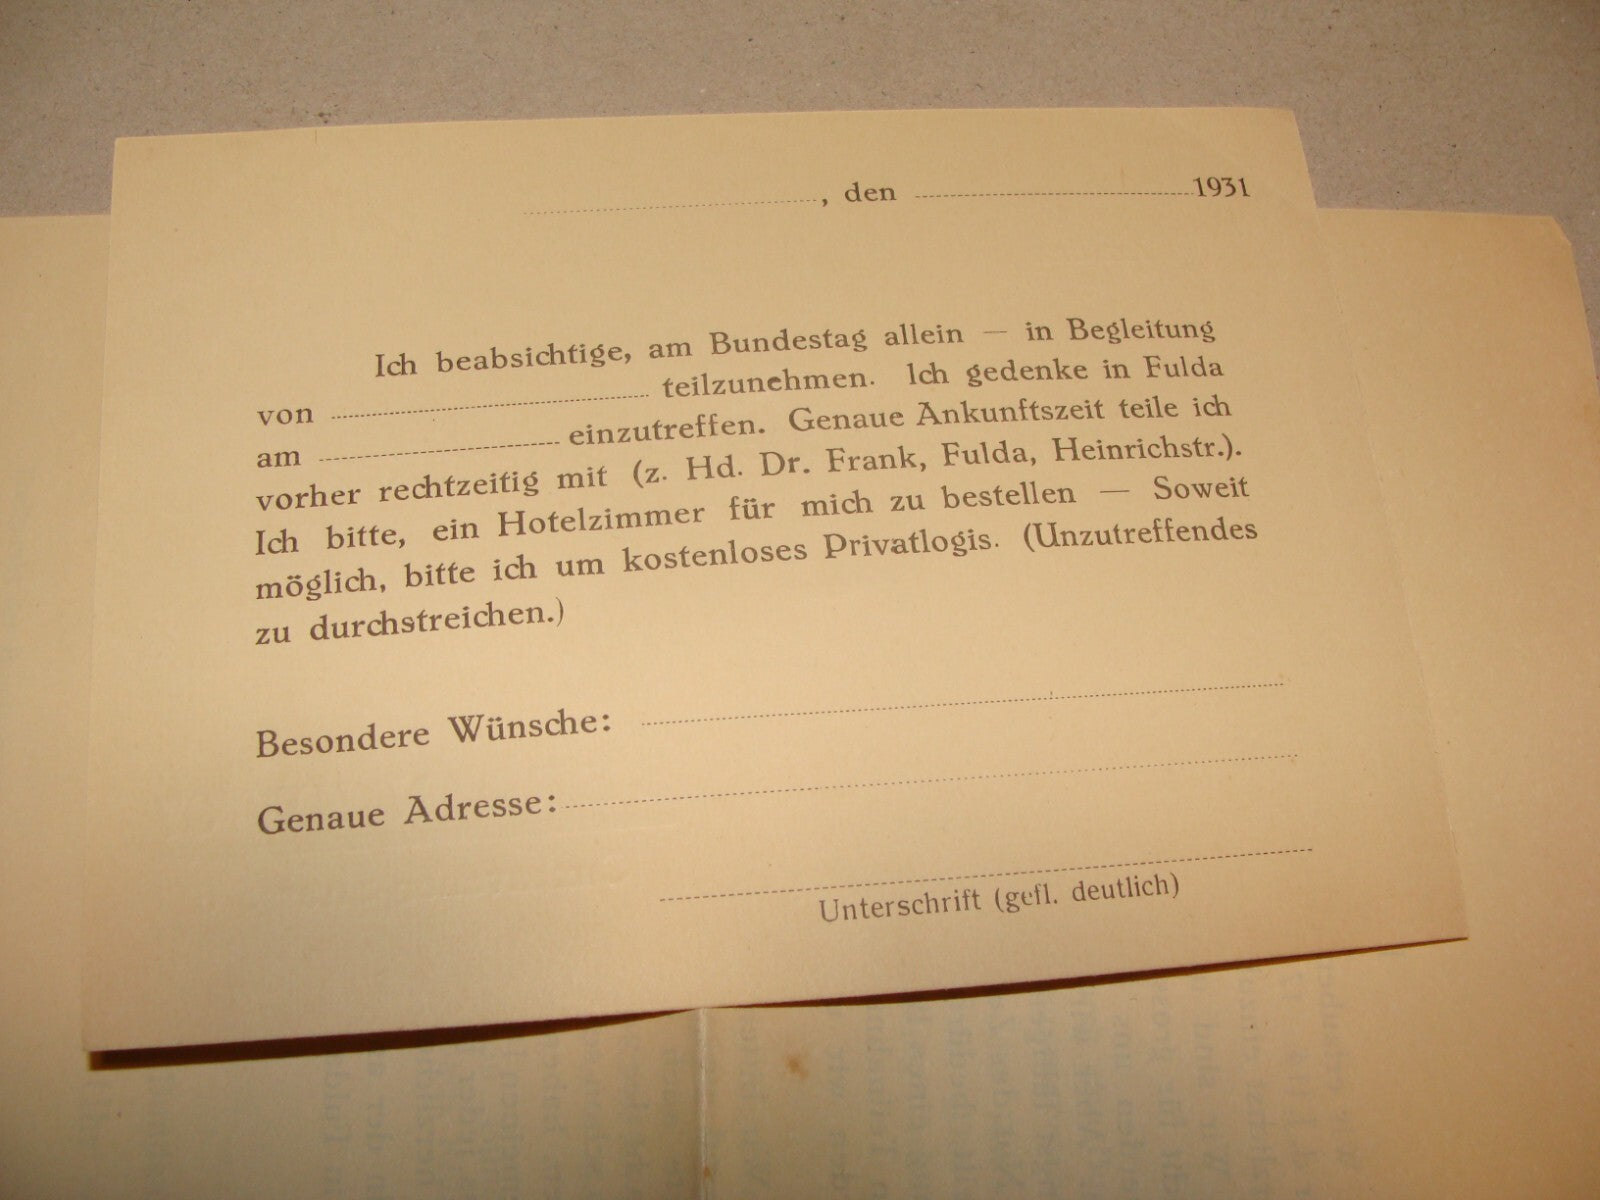 , den 1931
Ich beabsichtige, am Bundestag allein — in Begleitung
von teilzunehmen. Ich gedenke in Fulda
am einzutreffen. Genaue Ankunftszeit teile ich
vorher rechtzeitig mit (z. Hd. Dr. Frank, Fulda, Heinrichstr.).
Ich bitte, ein Hotelzimmer für mich zu bestellen — Soweit
möglich, bitte ich um kostenloses Privatlogis. (Unzutreffendes
zu durchstreichen.)
Besondere Wünsche:
Genaue Adresse:
Unterschrift (gefl. deutlich)